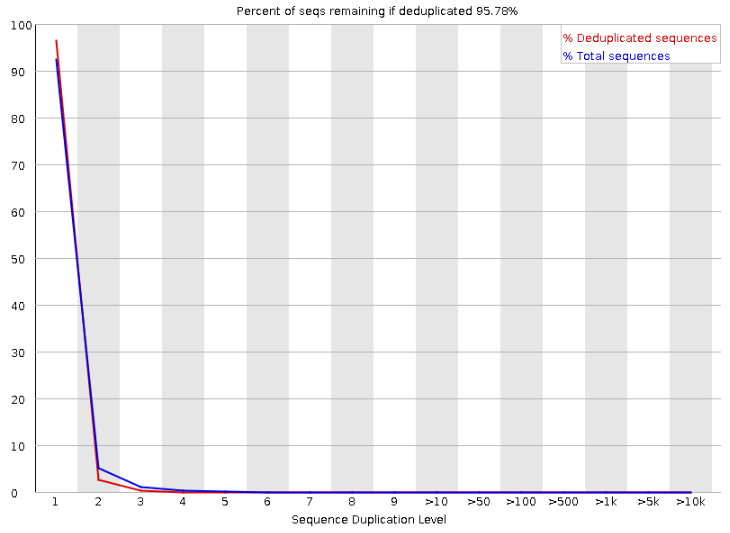 Percent of seqs remaining if deduplicated 95.78%
% Deduplicated sequences
% Total sequences
100
90
80
70
60
50
40
30
20
10
0
1 2 3 4 5 6 7 8 9 >10 >50 >100 >500 >1k >5k >10k
Sequence Duplication Level